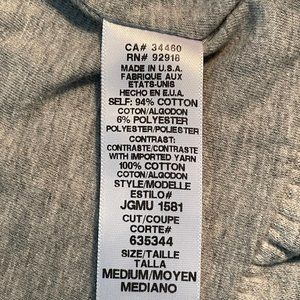 CA# 34460
RN# 92918
MADE IN U.S.A.
FABRIQUE AUX
ETATS-UNIS
HECHO EN E.U.A.
SELF: 94% COTTON
COTON/ALGODON
6% POLYESTER
POLYESTER/POLIESTER
CONTRAST:
CONTRASTE/CONTRASTE
WITH IMPORTED YARN
100% COTTON
COTON/ALGODON
STYLE/MODELLE
ESTILO#
JGMU 1581
CUT/COUPE
CORTE#
635344
SIZE/TAILLE
TALLA
MEDIUM/MOYEN
MEDIANO